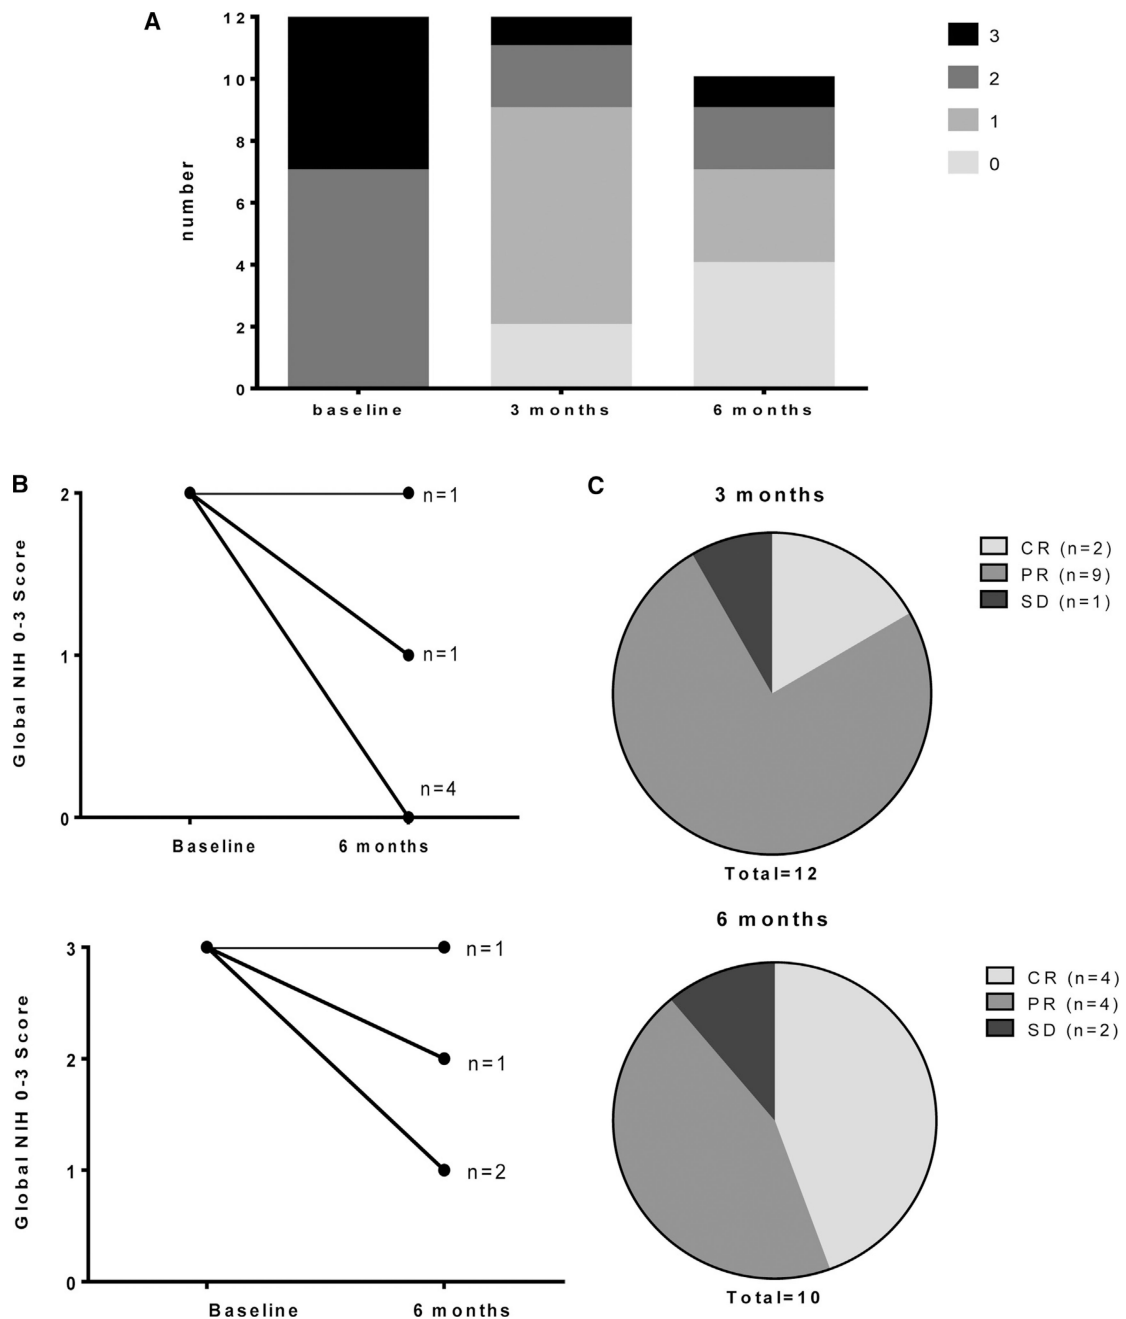 A
number
12
10
8
6
4
2
0
baseline
3 months
6 months
3
2
1
0
B
Global NIH 0-3 Score
2
1
0
n=1
n=1
n=4
Baseline
6 months
Global NIH 0-3 Score
3
2
1
0
n=1
n=1
n=2
Baseline
6 months
C
3 months
CR (n=2)
PR (n=9)
SD (n=1)
Total=12
6 months
CR (n=4)
PR (n=4)
SD (n=2)
Total=10